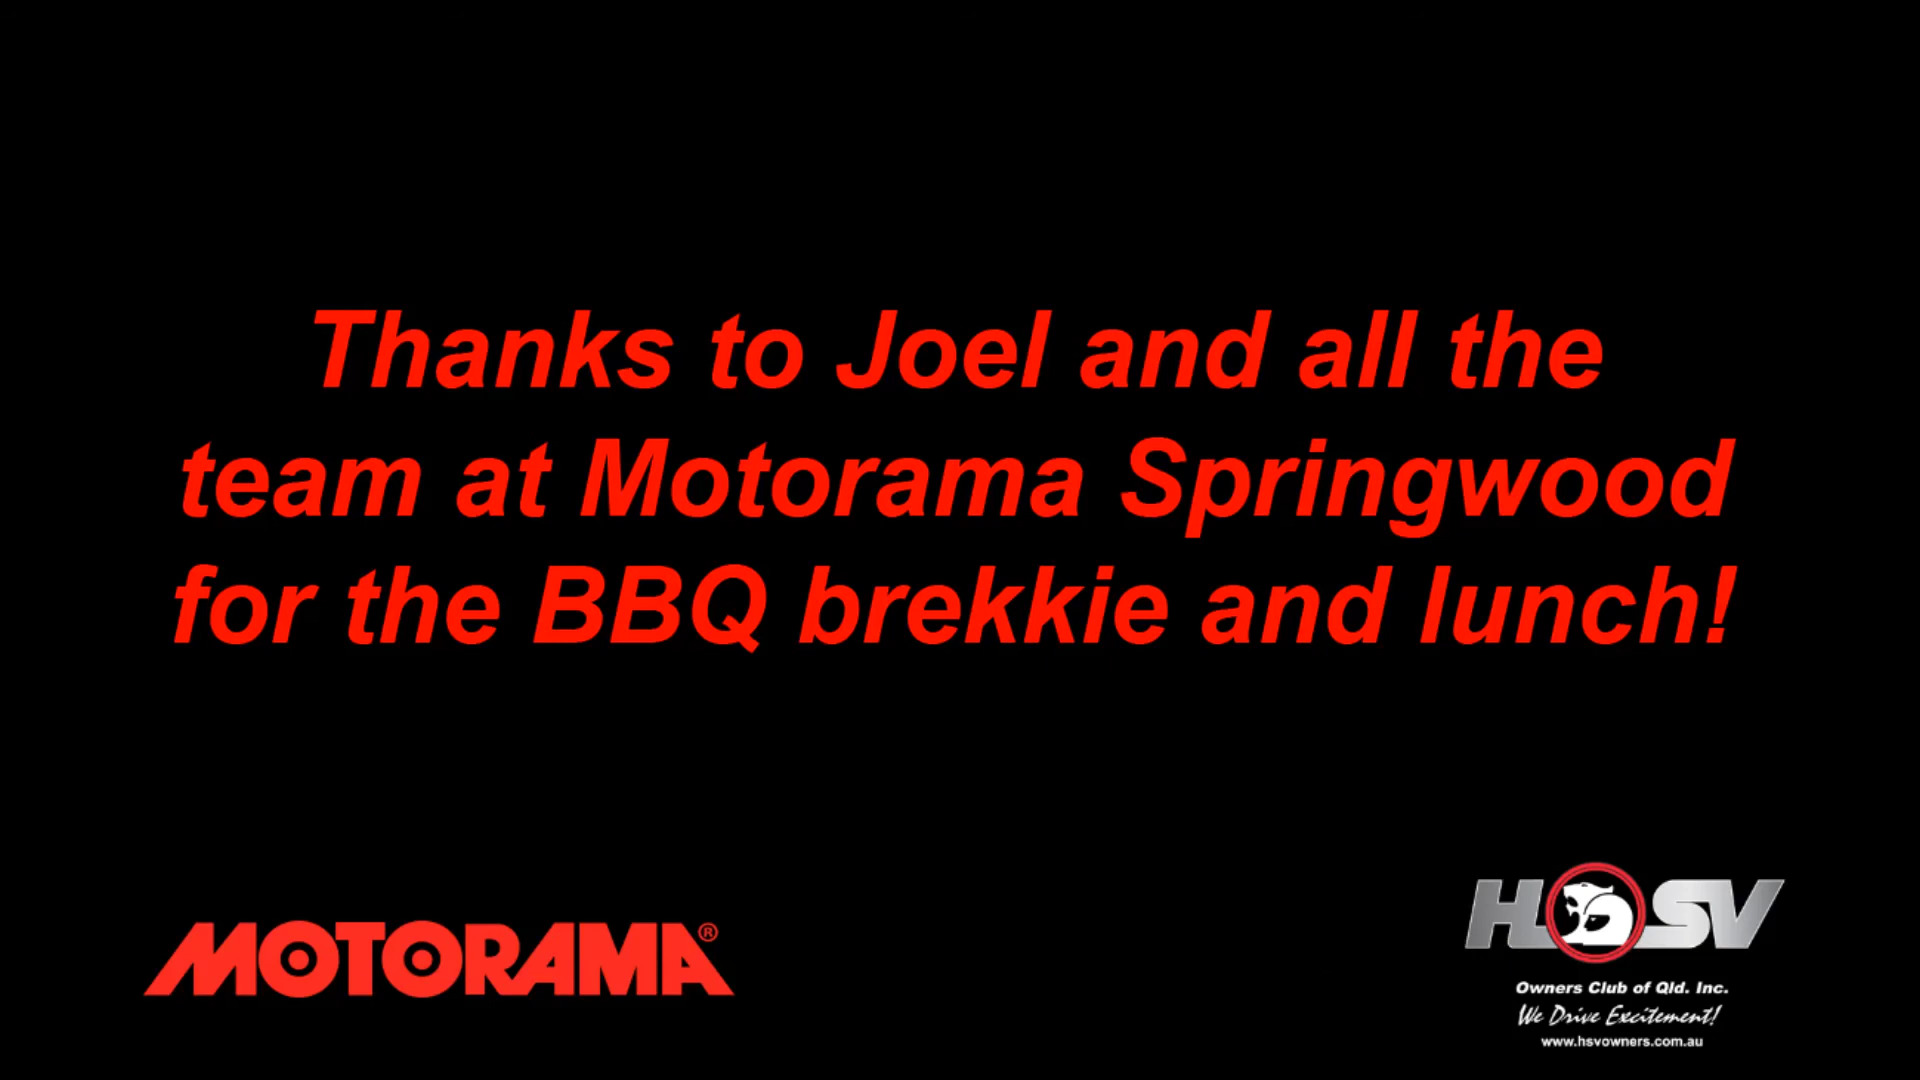 Thanks to Joel and all the
team at Motorama Springwood
for the BBQ brekkie and lunch!
MOTORAMA®
HSV
Owners Club of Qld. Inc.
We Drive Excitement!
www.hsvowners.com.au